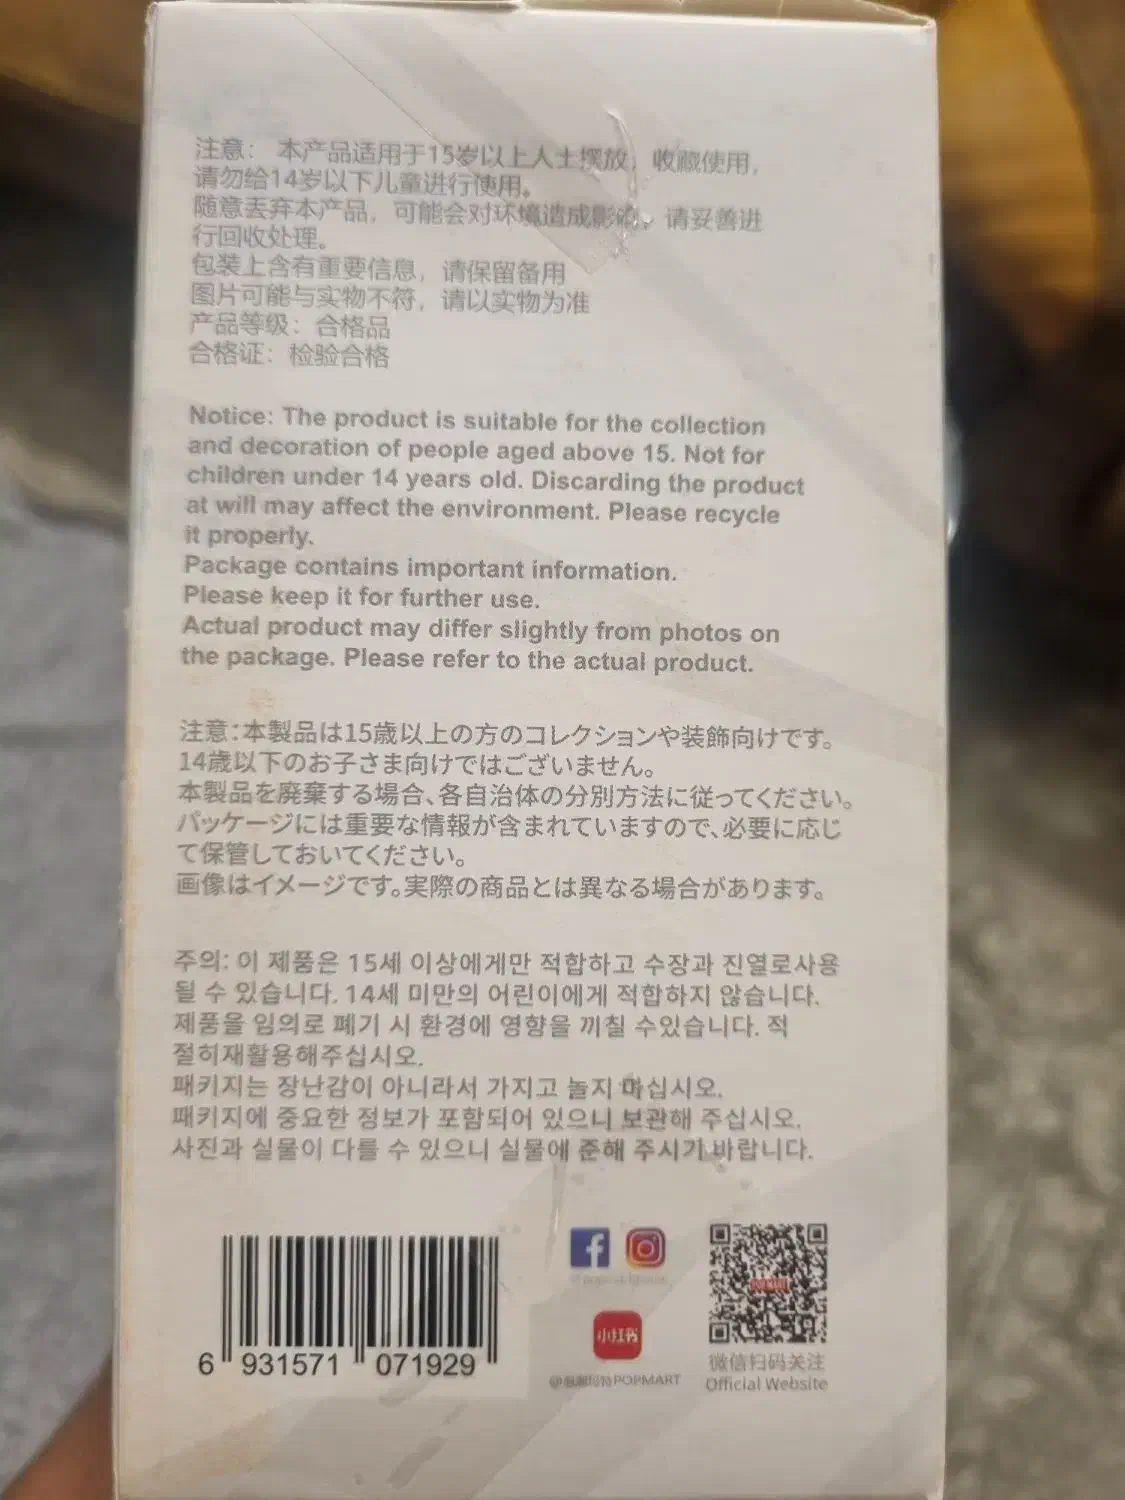 注意： 本产品适用于15岁以上人士摆放，收藏使用，
请勿给14岁以下儿童进行使用。
随意丢弃本产品，可能会对环境造成影响。请妥善进
行回收处理。
包装上含有重要信息，请保留备用
图片可能与实物不符，请以实物为准
产品等级：合格品
合格证：检验合格
Notice: The product is suitable for the collection
and decoration of people aged above 15. Not for
children under 14 years old. Discarding the product
at will may affect the environment. Please recycle
it properly.
Package contains important information.
Please keep it for further use.
Actual product may differ slightly from photos on
the package. Please refer to the actual product.
注意：本製品は15歳以上の方のコレクションや装飾向けです。
14歳以下のお子さま向けではございません。
本製品を廃棄する場合、各自治体の分別方法に従ってください。
パッケージには重要な情報が含まれていますので、必要に応じ
て保管しておいてください。
画像はイメージです。実際の商品とは異なる場合があります。
주의: 이 제품은 15세 이상에게만 적합하고 수장과 진열로사용
될 수 있습니다. 14세 미만의 어린이에게 적합하지 않습니다.
제품을 임의로 폐기 시 환경에 영향을 끼칠 수있습니다. 적
절히재활용해주십시오.
패키지는 장난감이 아니라서 가지고 놀지 마십시오.
패키지에 중요한 정보가 포함되어 있으니 보관해 주십시오.
사진과 실물이 다를 수 있으니 실물에 준해 주시기 바랍니다.
6 931571 071929
小红书
@泡泡玛特POPMART
POP MART
微信扫码关注
Official Website